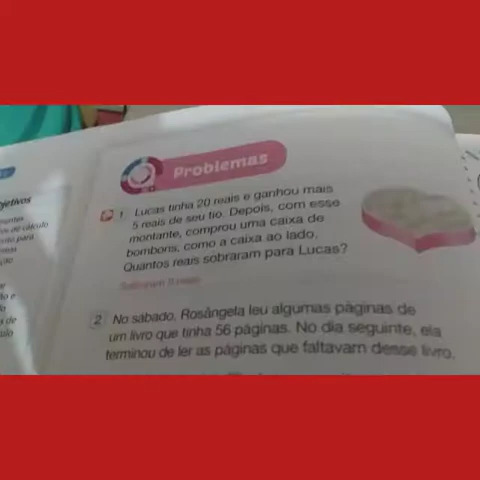 Problemas
jetivos
1 Lucas tinha 20 reais e ganhou mais
5 reais de seu tio. Depois, com esse
montante, comprou uma caixa de
bombons, como a caixa ao lado.
Quantos reais sobraram para Lucas?
reais
2 No sábado, Rosângela leu algumas páginas de
um livro que tinha 56 páginas. No dia seguinte, ela
terminou de ler as páginas que faltavam desse livro.